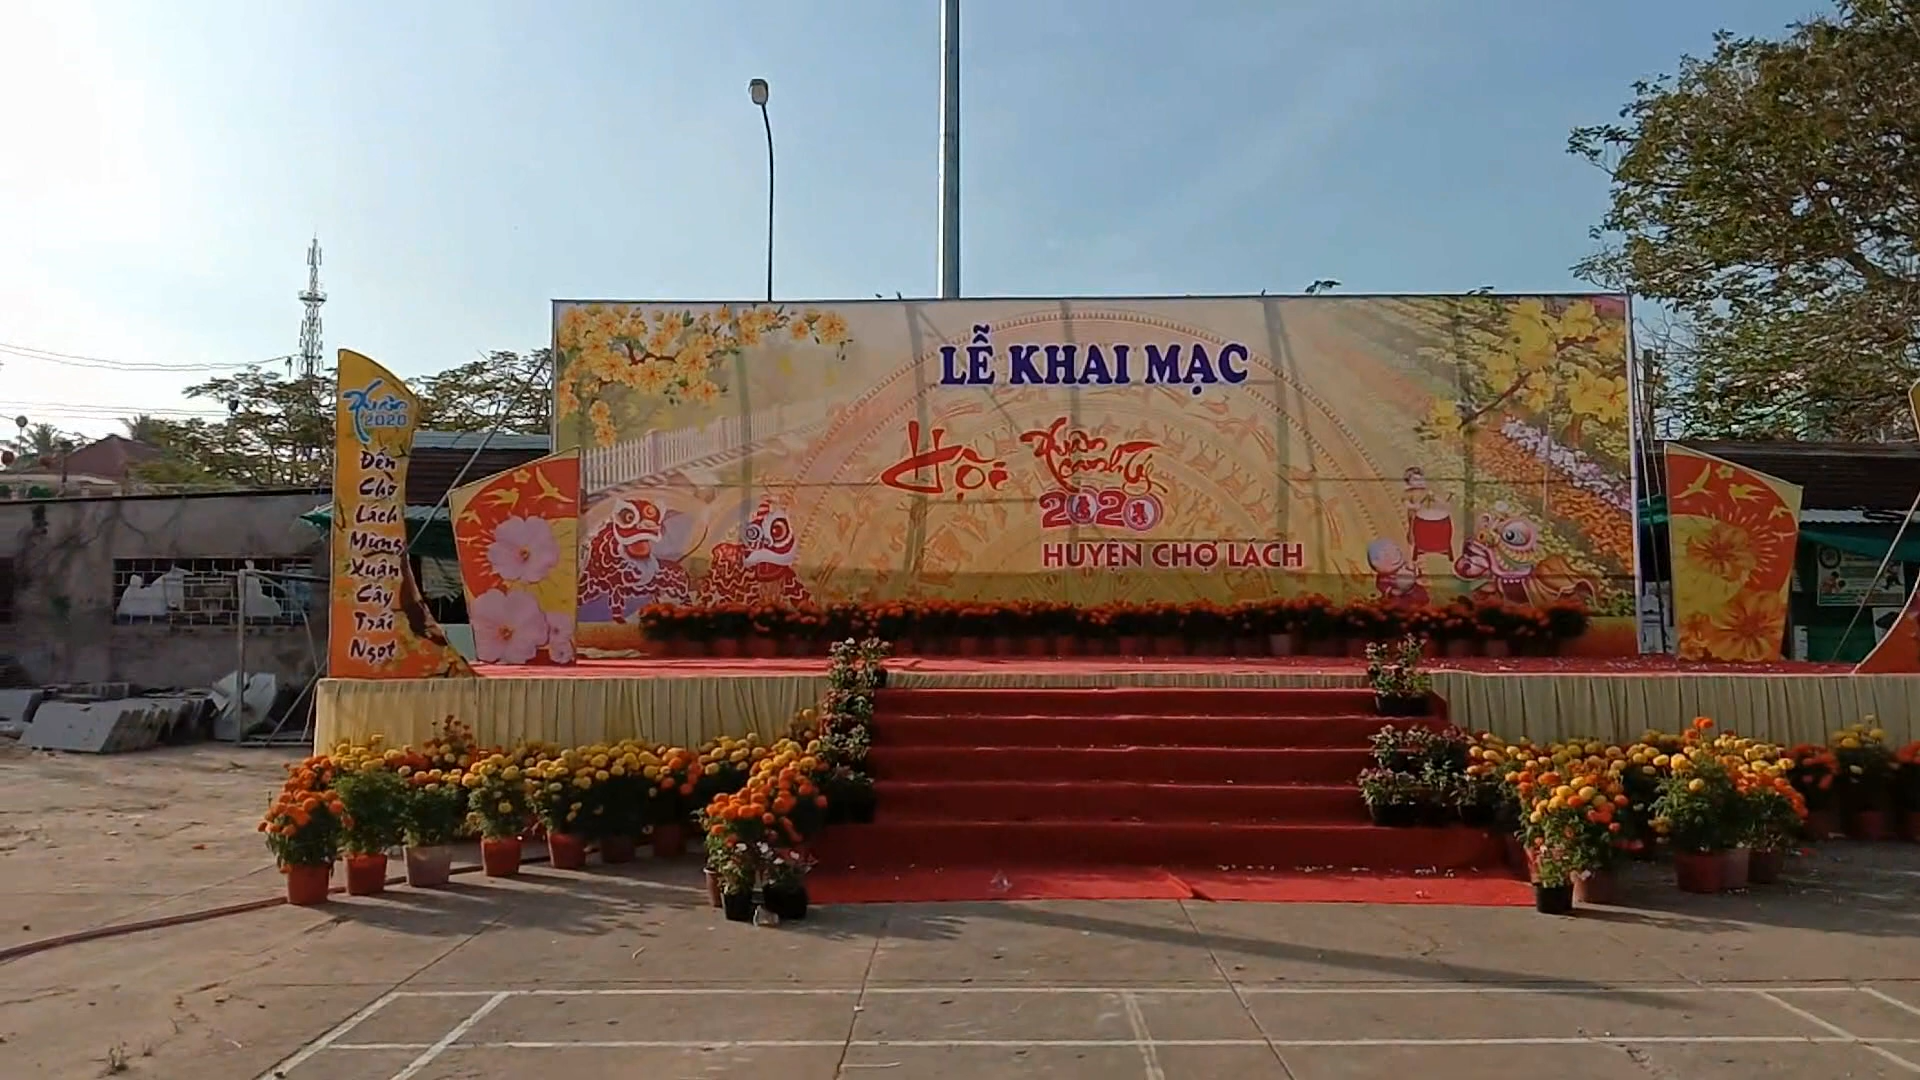 LỄ KHAI MẠC
Hội Xuân
Canh Tý
2020
HUYỆN CHỢ LÁCH
Xuân
2020
Đến
Chợ
Lách
Mừng
Xuân
Cây
Trái
Ngọt